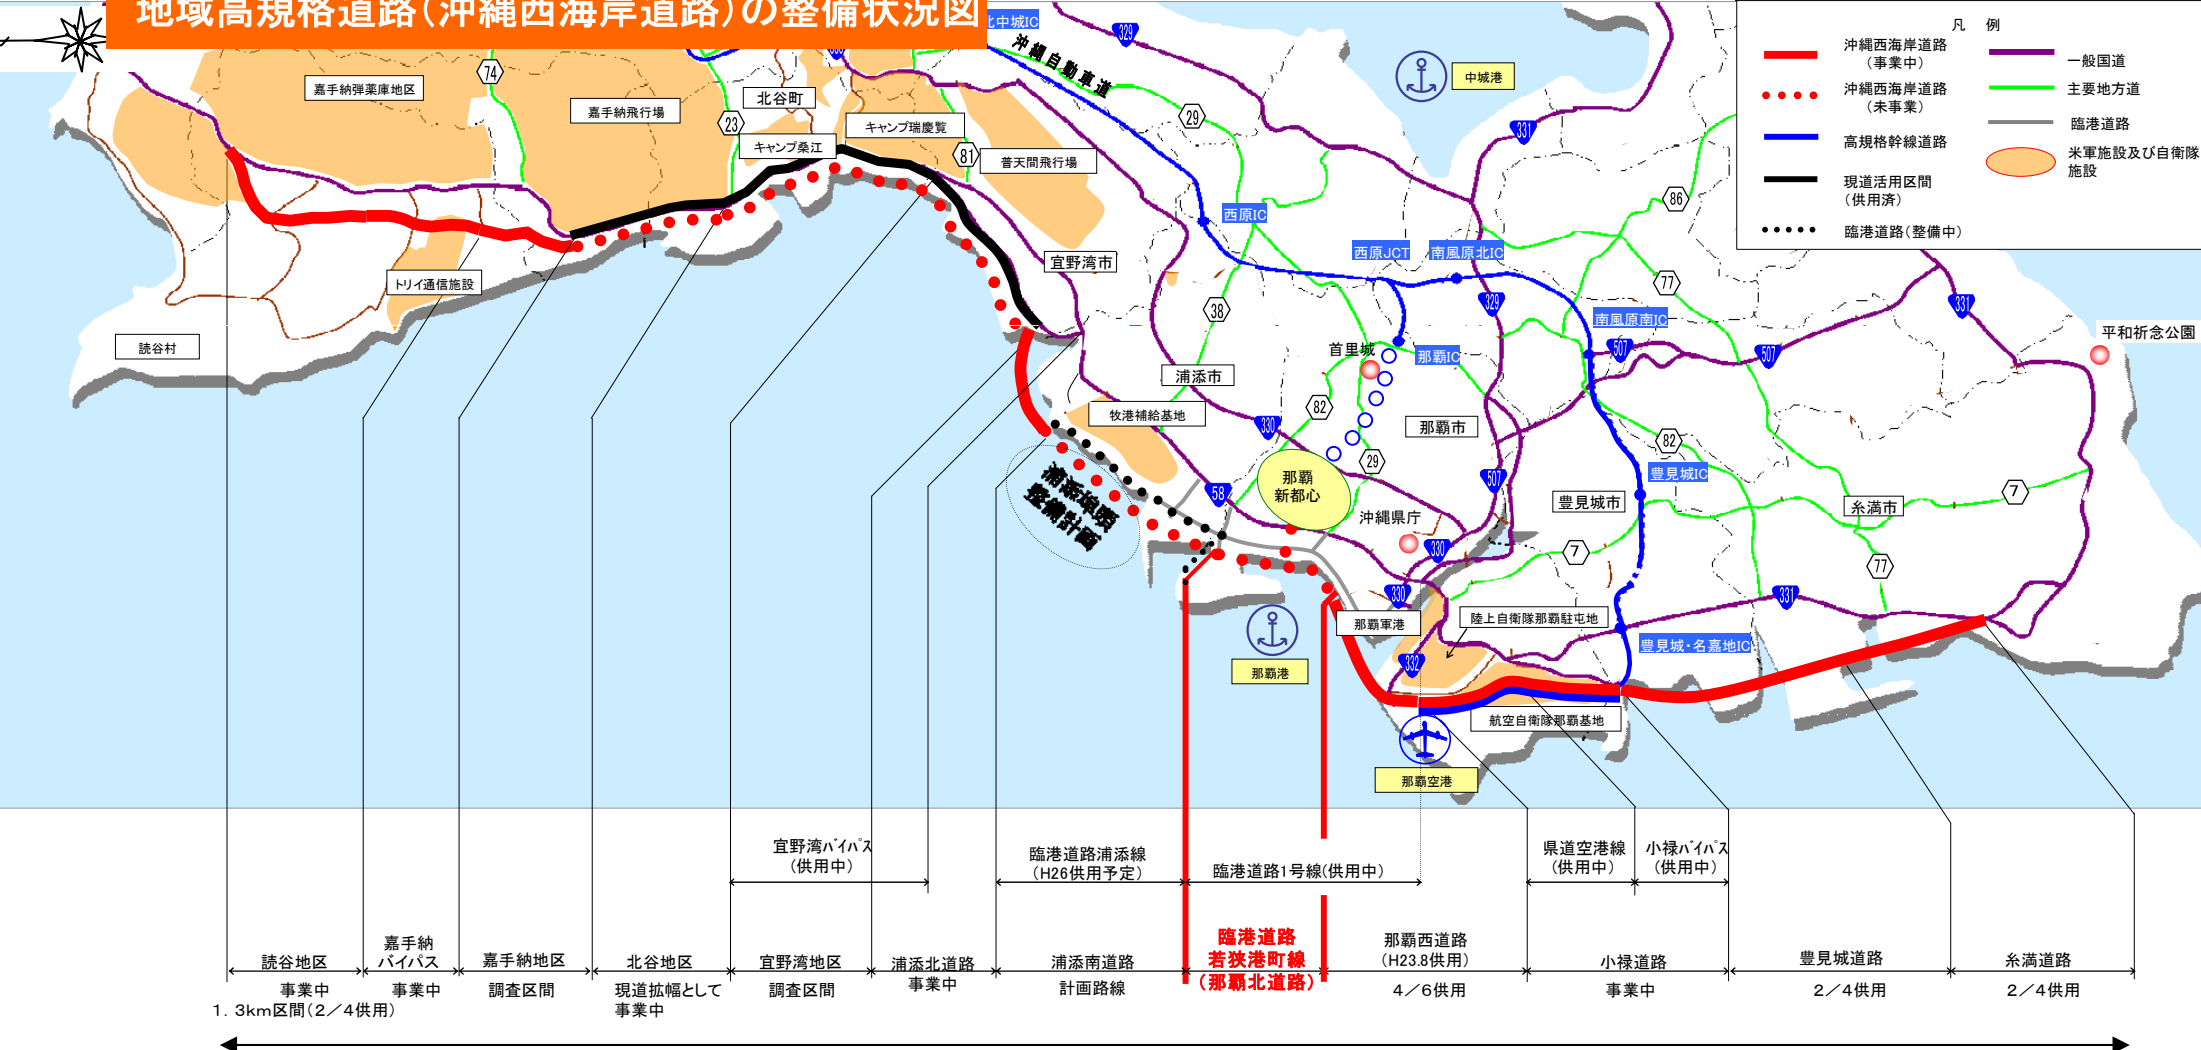 地域高規格道路(沖縄西海岸道路)の整備状況図
凡 例
沖縄西海岸道路
(事業中)
沖縄西海岸道路
(未事業)
高規格幹線道路
現道活用区間
(供用済)
臨港道路(整備中)
一般国道
主要地方道
臨港道路
米軍施設及び自衛隊
施設
北中城IC
沖縄自動車道
329
中城港
嘉手納弾薬庫地区
74
嘉手納飛行場
北谷町
23
キャンプ桑江
キャンプ瑞慶覧
81
普天間飛行場
29
331
86
西原IC
西原JCT
南風原北IC
宜野湾市
トリイ通信施設
読谷村
38
77
329
331
南風原南IC
507
507
平和祈念公園
首里城
那覇IC
浦添市
牧港補給基地
82
330
那覇市
82
29
豊見城IC
浦添埠頭
整備計画
58
那覇
新都心
507
豊見城市
糸満市
7
沖縄県庁
330
7
77
330
331
那覇軍港
陸上自衛隊那覇駐屯地
豊見城・名嘉地IC
332
那覇港
航空自衛隊那覇基地
那覇空港
宜野湾バイパス
(供用中)
臨港道路浦添線
(H26供用予定)
臨港道路1号線(供用中)
県道空港線
(供用中)
小禄バイパス
(供用中)
読谷地区
事業中
1.3km区間(2/4供用)
嘉手納
バイパス
事業中
嘉手納地区
調査区間
北谷地区
現道拡幅として
事業中
宜野湾地区
調査区間
浦添北道路
事業中
浦添南道路
計画路線
臨港道路
若狭港町線
(那覇北道路)
那覇西道路
(H23.8供用)
4/6供用
小禄道路
事業中
豊見城道路
2/4供用
糸満道路
2/4供用